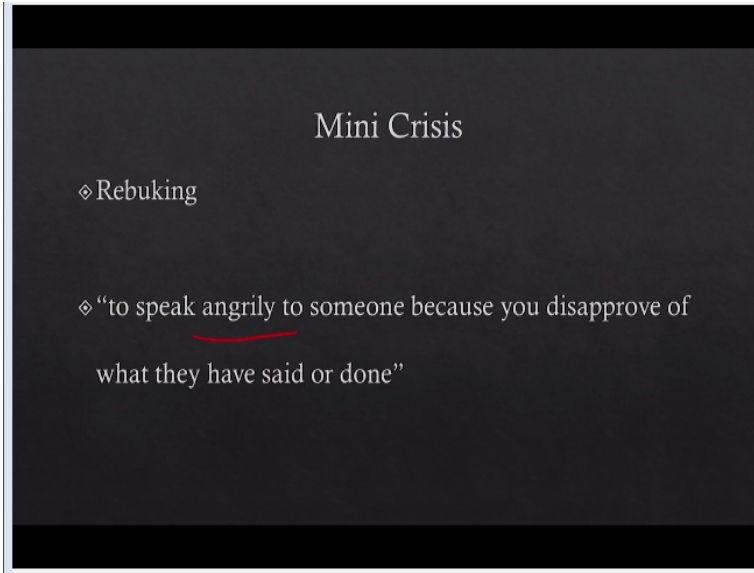 Mini Crisis
Rebuking
“to speak angrily to someone because you disapprove of
what they have said or done”